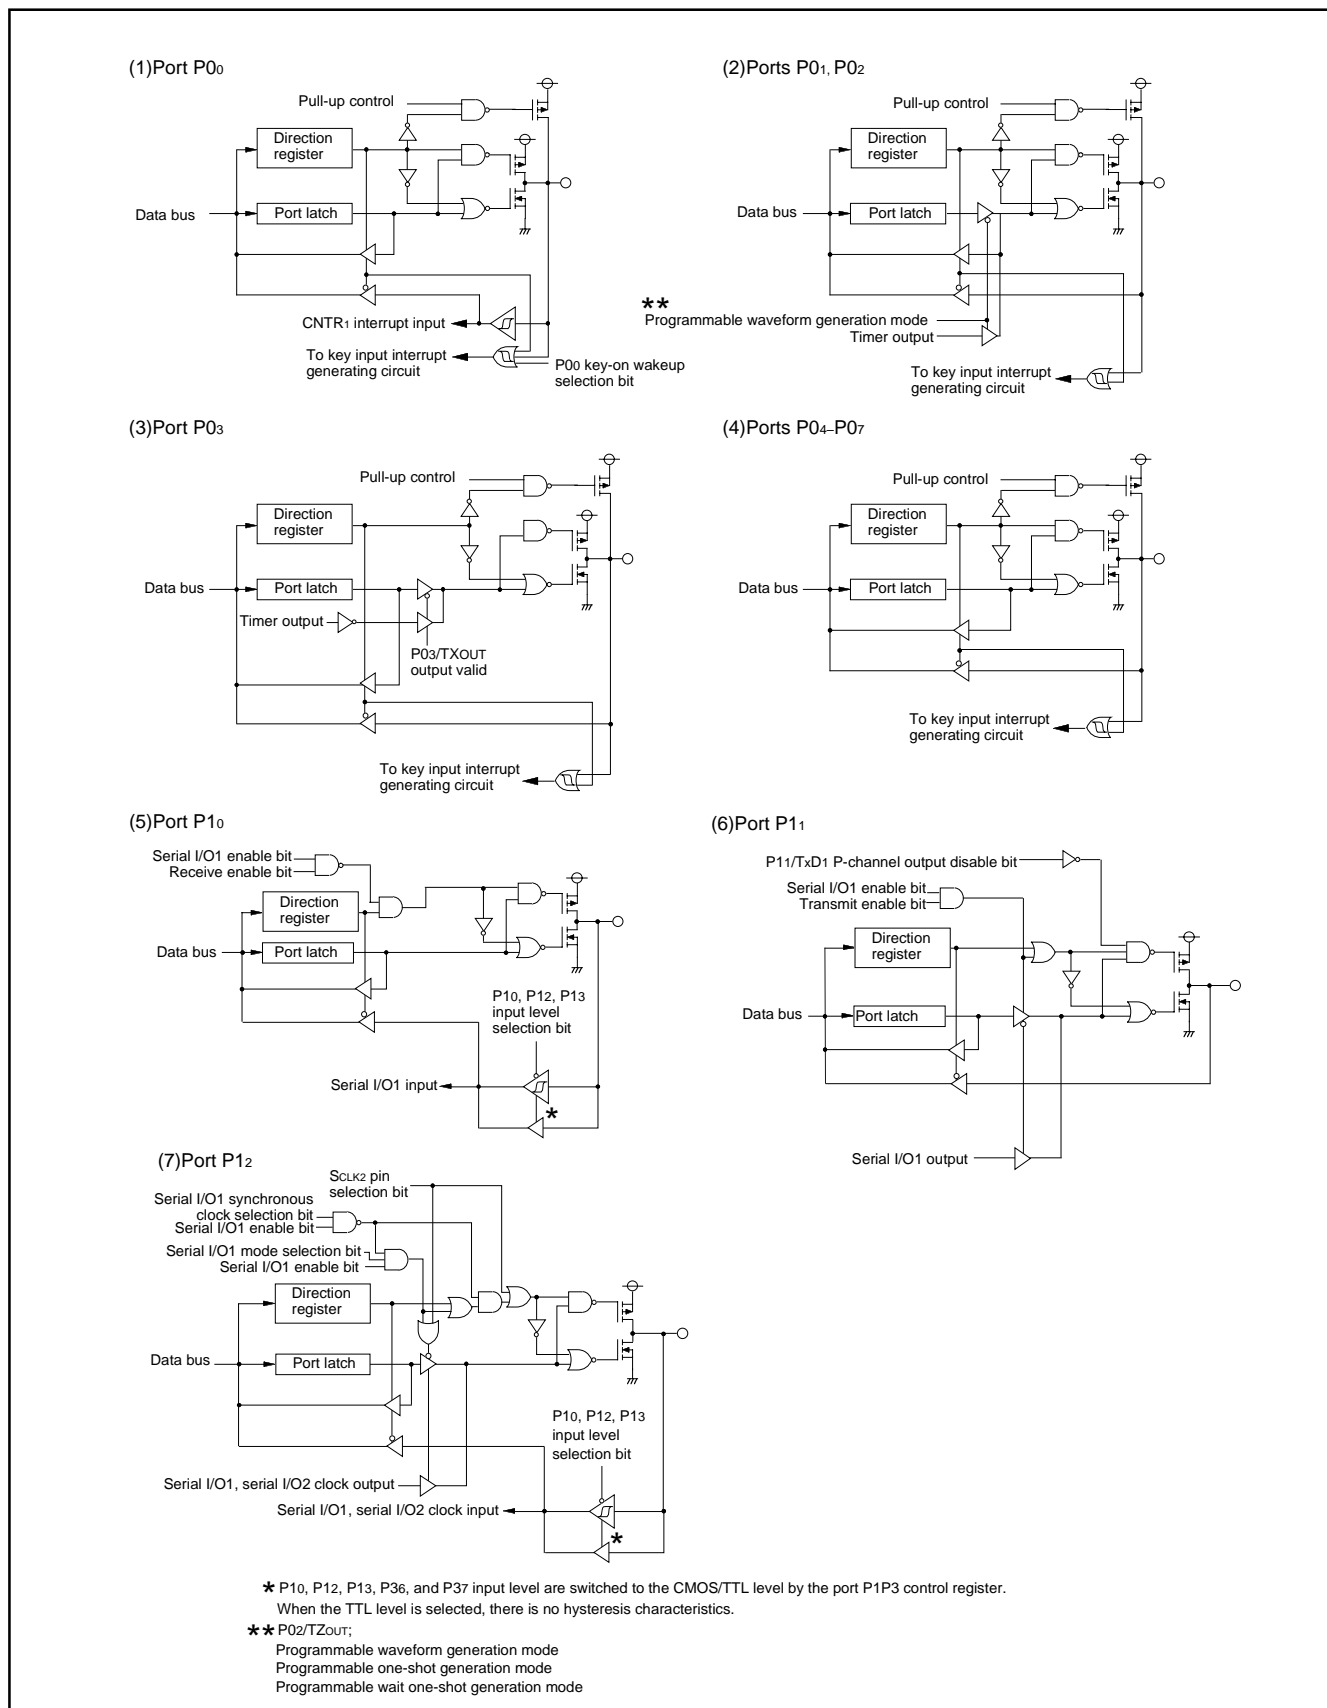 (1)Port P00
Pull-up control
Direction
register
Data bus
Port latch
CNTR1 interrupt input
To key input interrupt
generating circuit
P00 key-on wakeup
selection bit
(2)Ports P01, P02
Pull-up control
Direction
register
Data bus
Port latch
**
Programmable waveform generation mode
Timer output
To key input interrupt
generating circuit
(3)Port P03
Pull-up control
Direction
register
Data bus
Port latch
Timer output
P03/TXOUT
output valid
To key input interrupt
generating circuit
(4)Ports P04–P07
Pull-up control
Direction
register
Data bus
Port latch
To key input interrupt
generating circuit
(5)Port P10
Serial I/O1 enable bit
Receive enable bit
Direction
register
Data bus
Port latch
P10, P12, P13
input level
selection bit
Serial I/O1 input
*
(6)Port P11
P11/TxD1 P-channel output disable bit
Serial I/O1 enable bit
Transmit enable bit
Direction
register
Data bus
Port latch
Serial I/O1 output
(7)Port P12
SCLK2 pin
selection bit
Serial I/O1 synchronous
clock selection bit
Serial I/O1 enable bit
Serial I/O1 mode selection bit
Serial I/O1 enable bit
Direction
register
Data bus
Port latch
P10, P12, P13
input level
selection bit
Serial I/O1, serial I/O2 clock output
Serial I/O1, serial I/O2 clock input
*
* P10, P12, P13, P36, and P37 input level are switched to the CMOS/TTL level by the port P1P3 control register.
When the TTL level is selected, there is no hysteresis characteristics.
** P02/TZOUT;
Programmable waveform generation mode
Programmable one-shot generation mode
Programmable wait one-shot generation mode